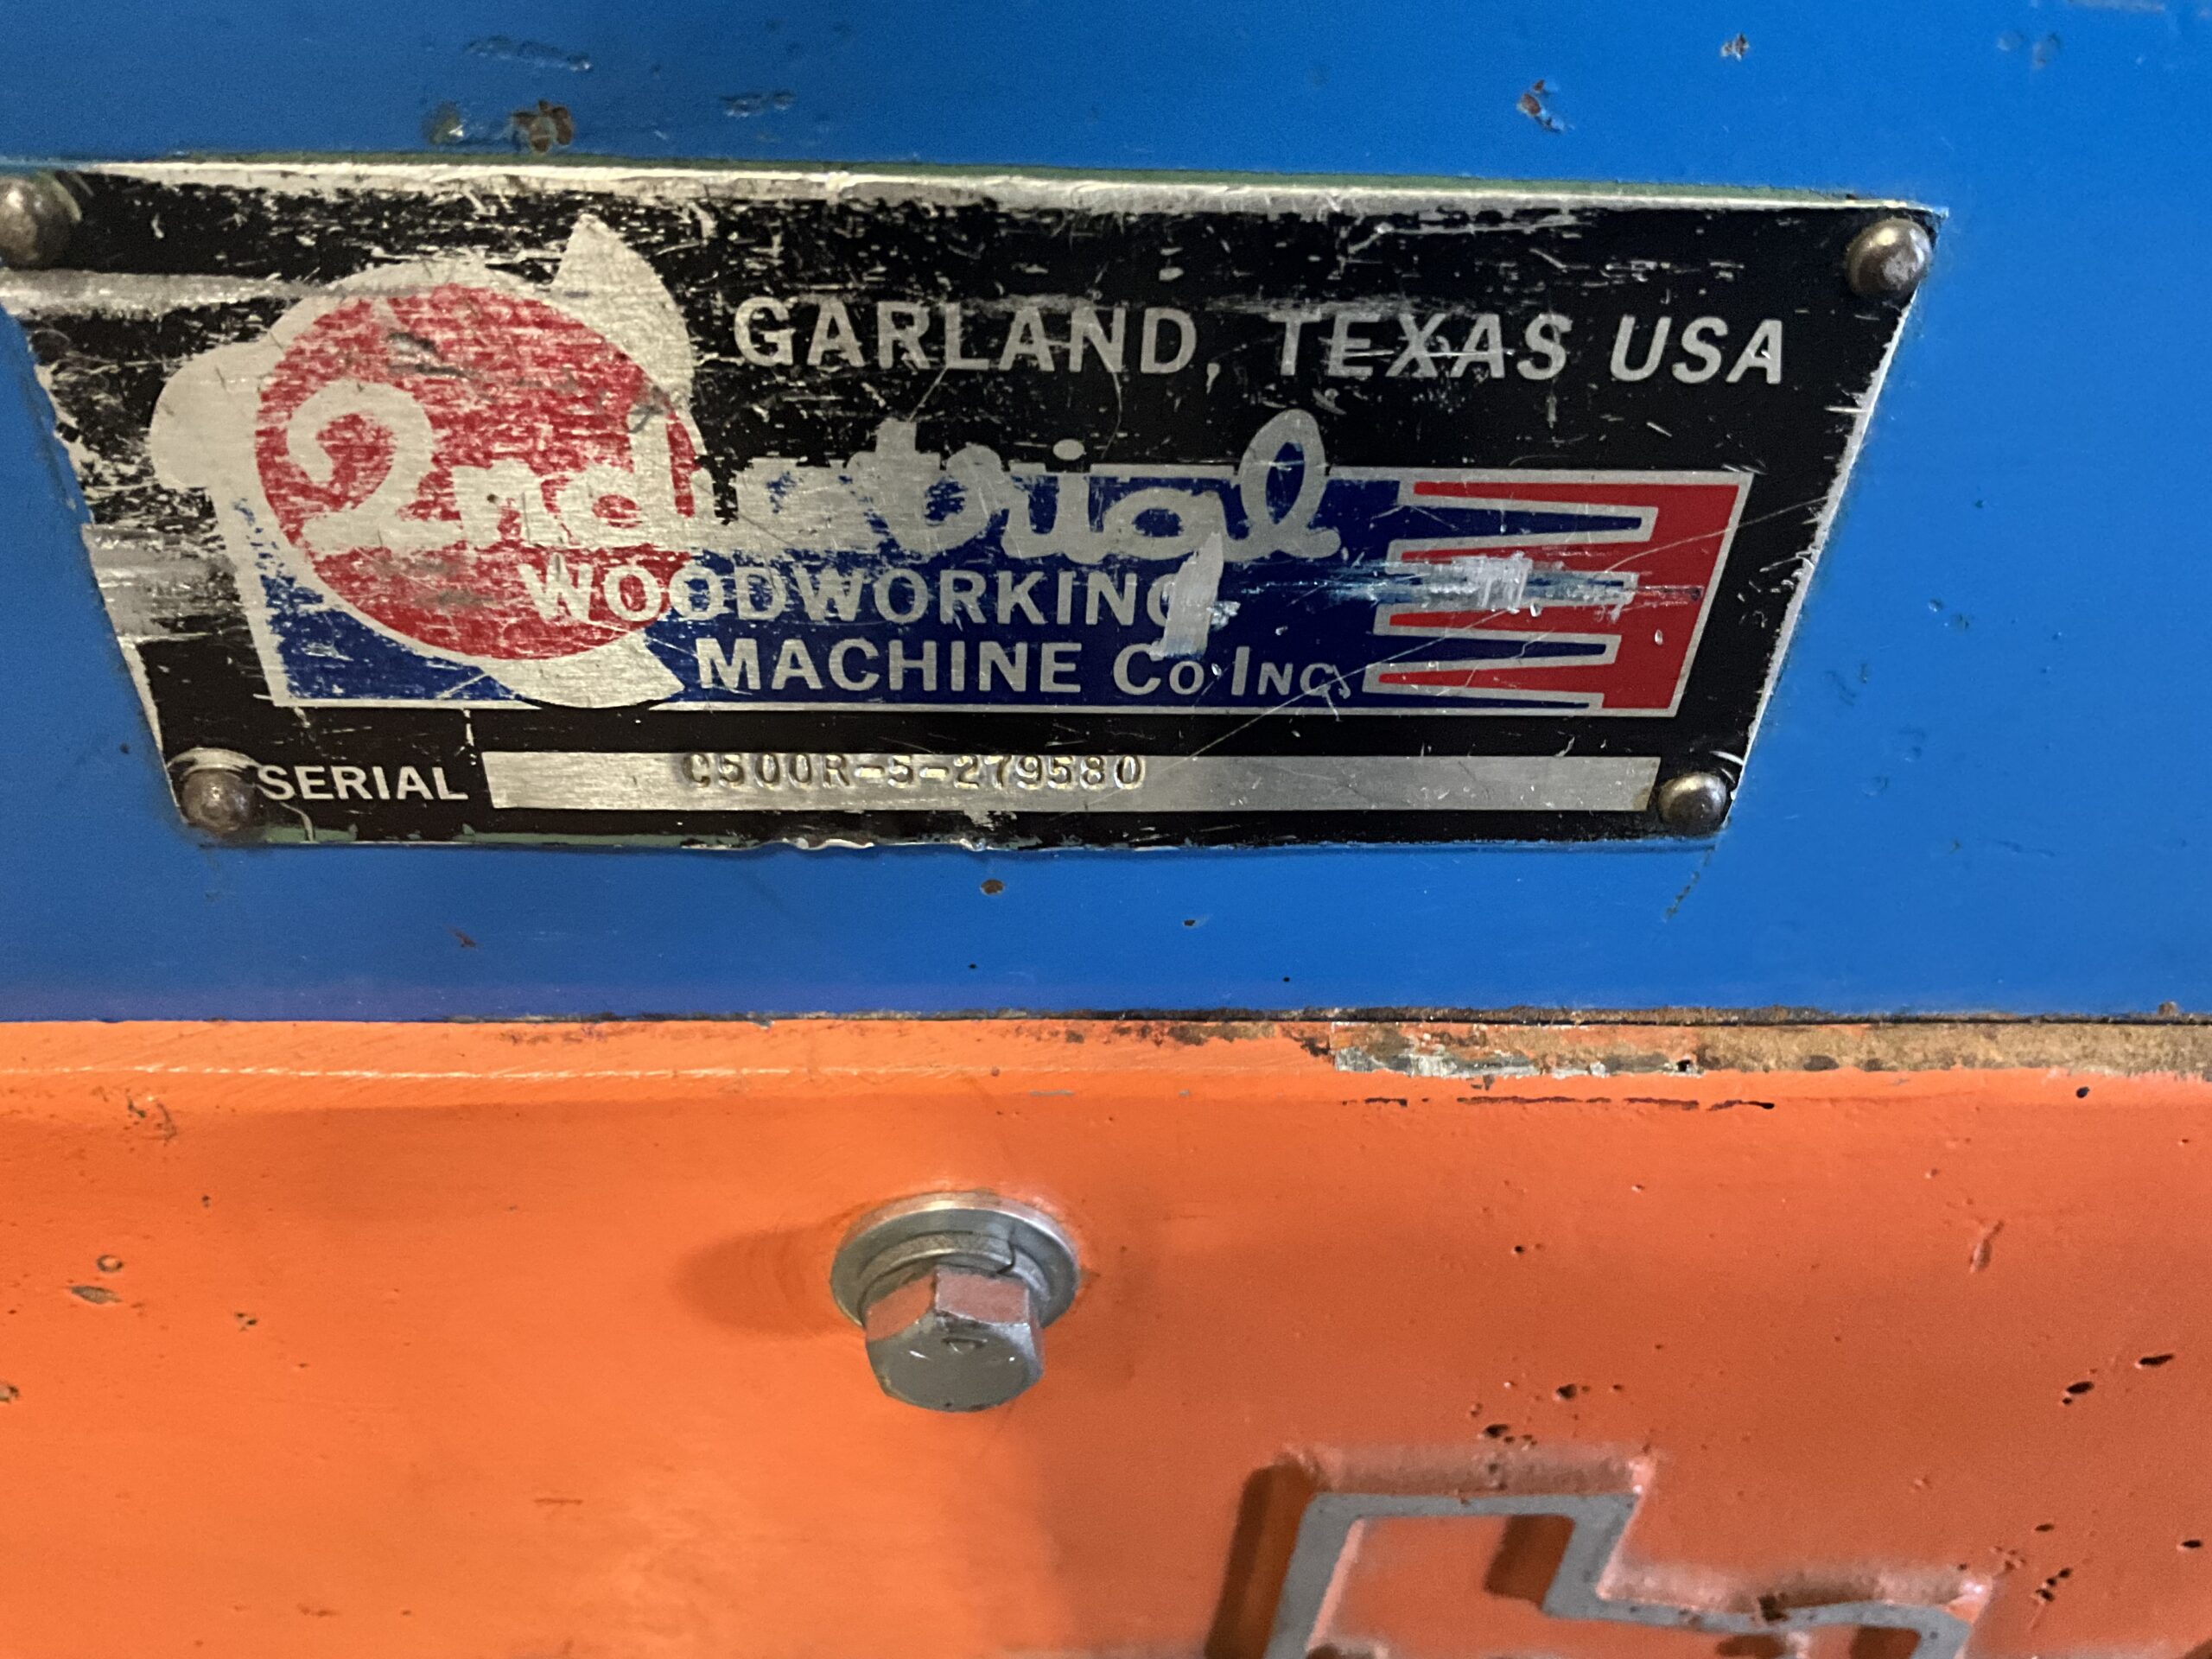 GARLAND, TEXAS USA
Industrial
WOODWORKING
MACHINE Co INC.
SERIAL C500R-5-279580